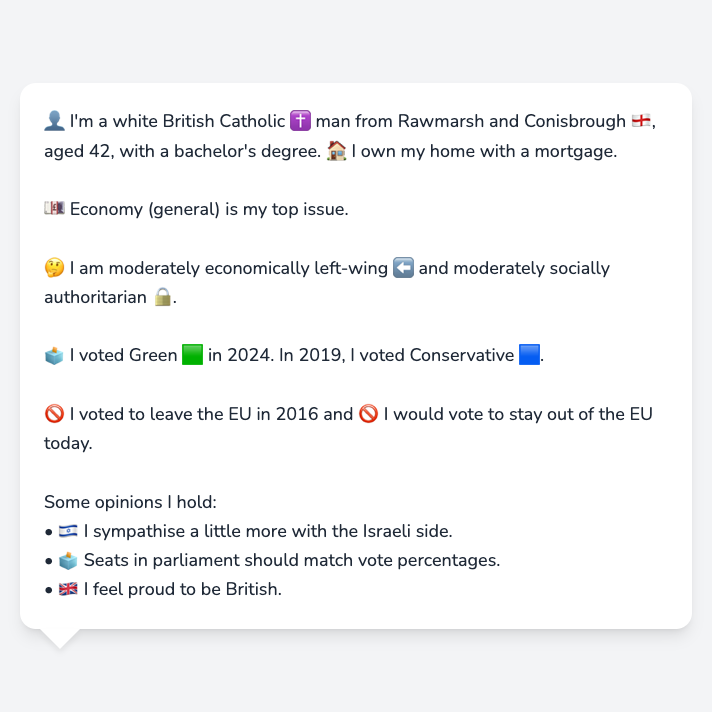 👤 I'm a white British Catholic ✝️ man from Rawmarsh and Conisbrough 🏴󠁧󠁢󠁥󠁮󠁧󠁿,
aged 42, with a bachelor's degree. 🏠 I own my home with a mortgage.
💷 Economy (general) is my top issue.
🤔 I am moderately economically left-wing ⬅️ and moderately socially
authoritarian 🔒.
🗳️ I voted Green 🟩 in 2024. In 2019, I voted Conservative 🟦.
🚫 I voted to leave the EU in 2016 and 🚫 I would vote to stay out of the EU
today.
Some opinions I hold:
• 🇮🇱 I sympathise a little more with the Israeli side.
• 🗳️ Seats in parliament should match vote percentages.
• 🇬🇧 I feel proud to be British.